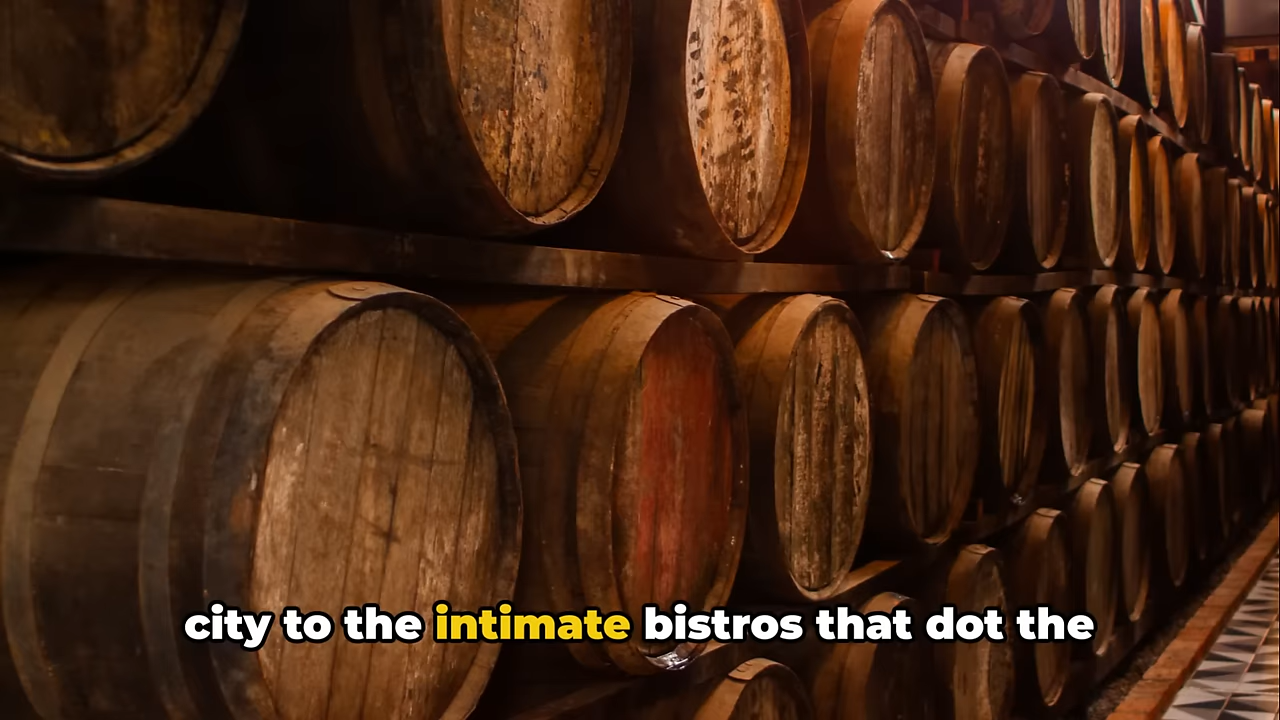 city to the intimate bistros that dot the